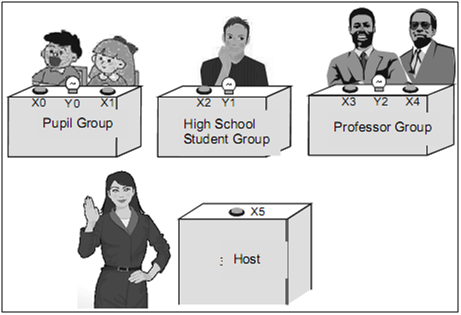 X0 Y0 X1
Pupil Group
X2 Y1
High School
Student Group
X3 Y2 X4
Professor Group
X5
: Host